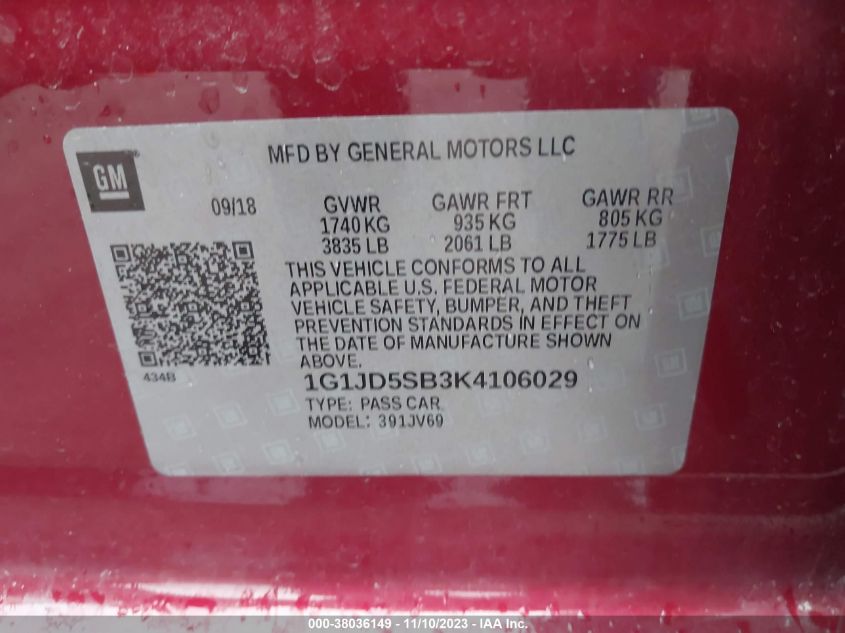 MFD BY GENERAL MOTORS LLC
GM
09/18
GVWR GAWR FRT GAWR RR
1740 KG 935 KG 805 KG
3835 LB 2061 LB 1775 LB
THIS VEHICLE CONFORMS TO ALL
APPLICABLE U.S. FEDERAL MOTOR
VEHICLE SAFETY, BUMPER, AND THEFT
PREVENTION STANDARDS IN EFFECT ON
THE DATE OF MANUFACTURE SHOWN
ABOVE.
434B
1G1JD5SB3K4106029
TYPE: PASS CAR
MODEL: 391JV69
000-38036149 - 11/10/2023 - IAA Inc.